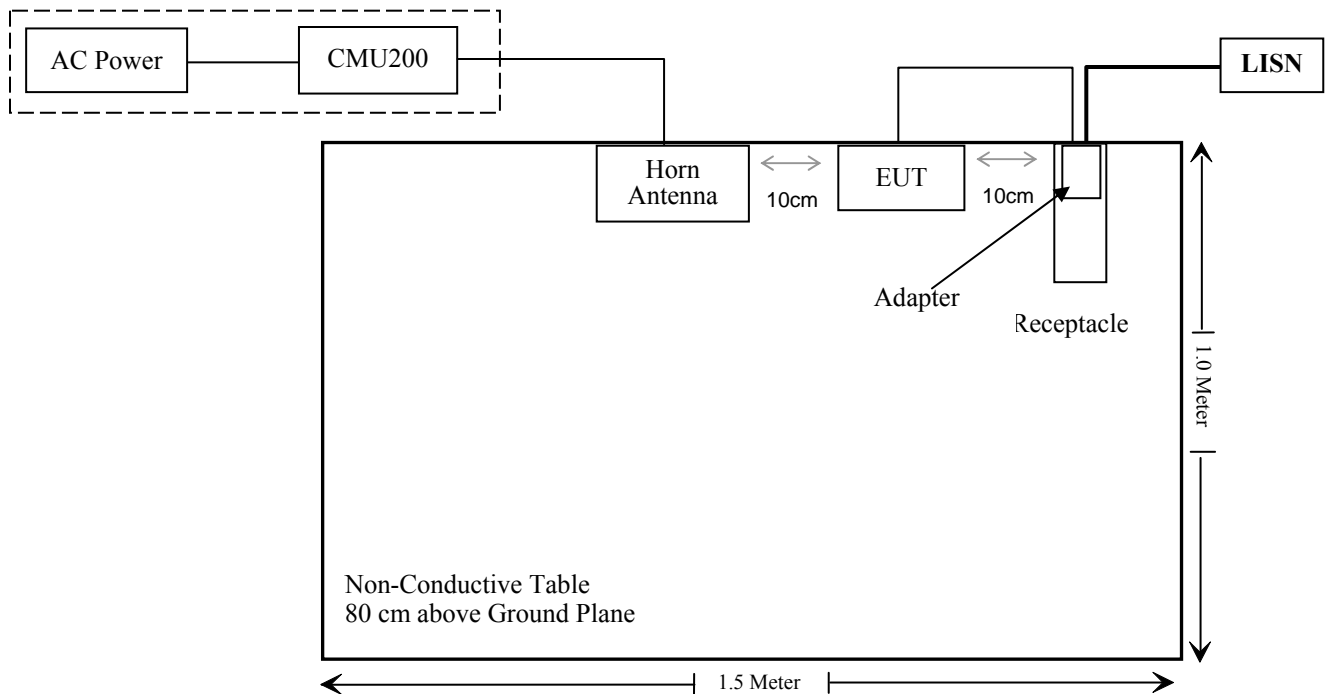 AC Power
CMU200
LISN
Horn
Antenna
10cm
EUT
10cm
Adapter
Receptacle
1.0 Meter
Non-Conductive Table
80 cm above Ground Plane
1.5 Meter